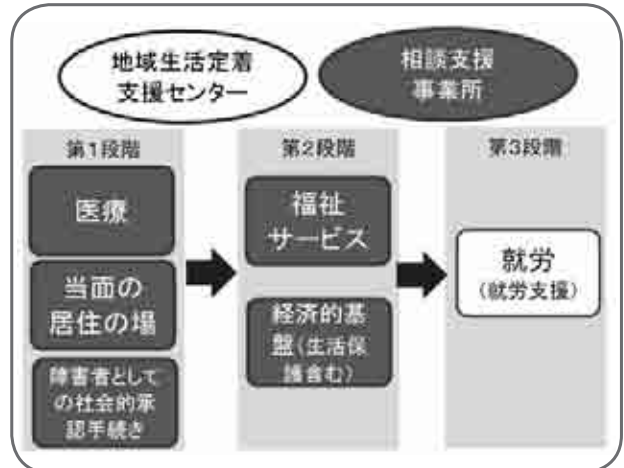 地域生活定着
支援センター
相談支援
事業所
第1段階
医療
当面の
居住の場
障害者として
の社会的承
認手続き
第2段階
福祉
サービス
経済的基
盤(生活保
護含む)
第3段階
就労
(就労支援)